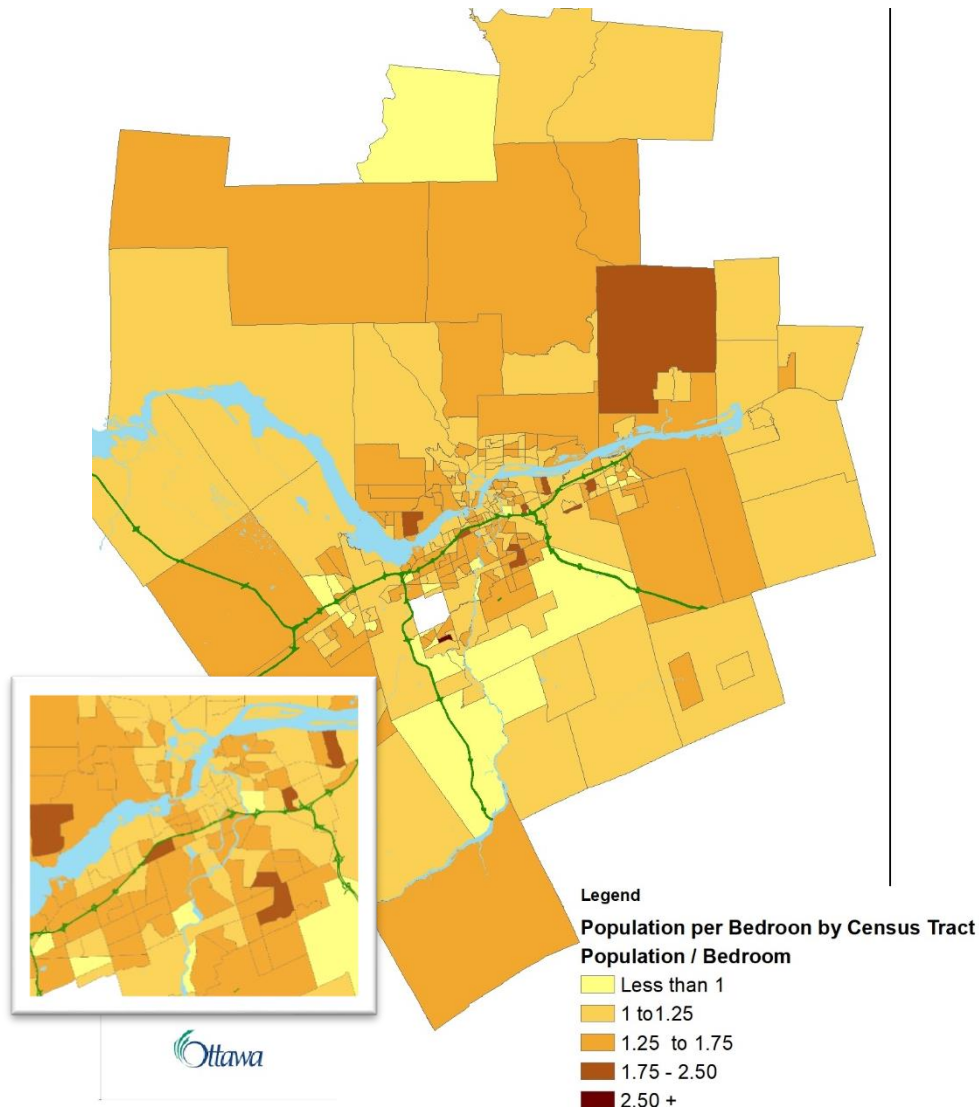 Legend
Population per Bedroon by Census Tract
Population / Bedroom
Less than 1
1 to1.25
1.25 to 1.75
1.75 - 2.50
2.50 +
Ottawa